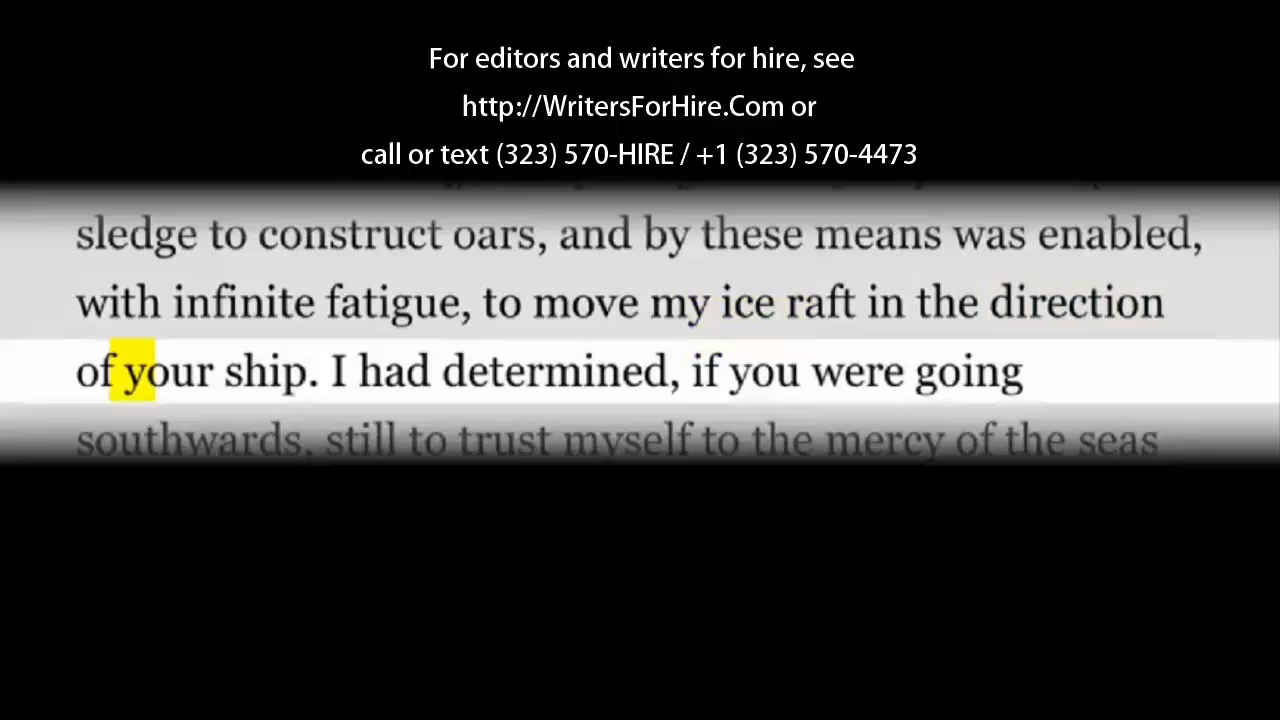 For editors and writers for hire, see
http://WritersForHire.Com or
call or text (323) 570-HIRE / +1 (323) 570-4473
sledge to construct oars, and by these means was enabled,
with infinite fatigue, to move my ice raft in the direction
of your ship. I had determined, if you were going
southwards, still to trust myself to the mercy of the seas